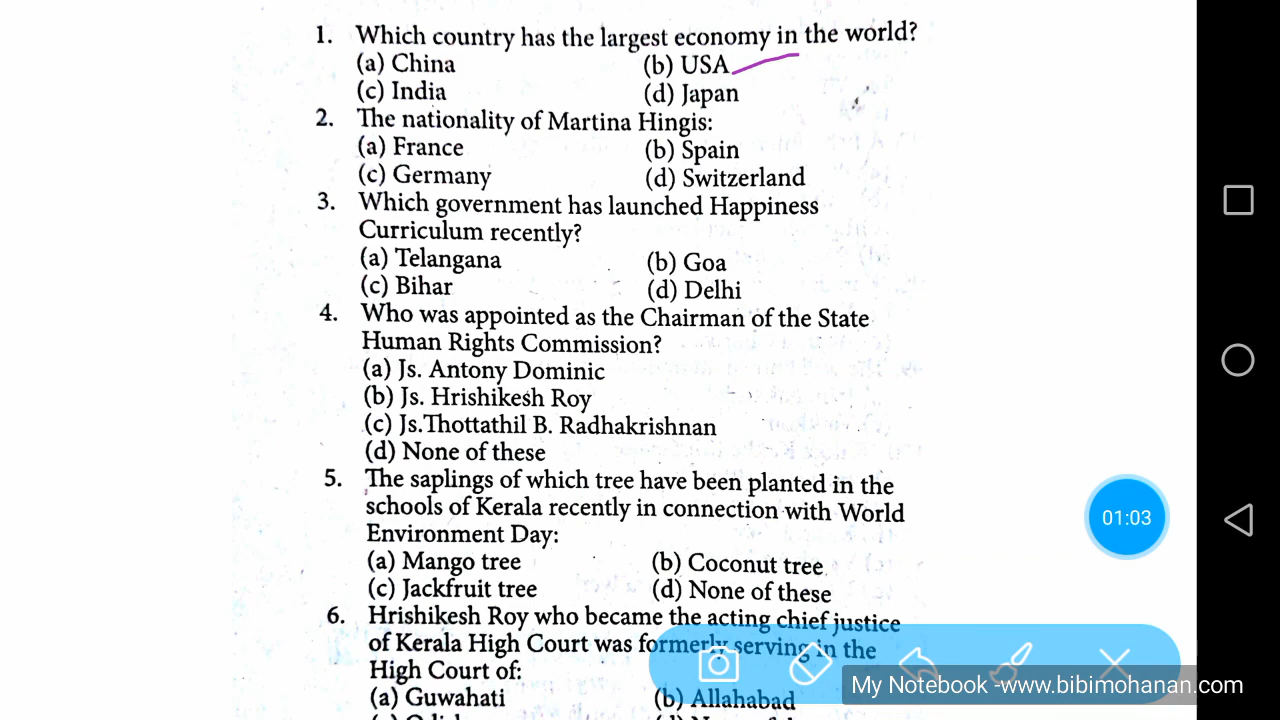 1. Which country has the largest economy in the world?
(a) China (b) USA
(c) India (d) Japan
2. The nationality of Martina Hingis:
(a) France (b) Spain
(c) Germany (d) Switzerland
3. Which government has launched Happiness
Curriculum recently?
(a) Telangana (b) Goa
(c) Bihar (d) Delhi
4. Who was appointed as the Chairman of the State
Human Rights Commission?
(a) Js. Antony Dominic
(b) Js. Hrishikesh Roy
(c) Js.Thottathil B. Radhakrishnan
(d) None of these
5. The saplings of which tree have been planted in the
schools of Kerala recently in connection with World
Environment Day:
(a) Mango tree (b) Coconut tree
(c) Jackfruit tree (d) None of these
01:03
6. Hrishikesh Roy who became the acting chief justice
of Kerala High Court was formerly serving in the
High Court of:
(a) Guwahati (b) Allahabad
My Notebook -www.bibimohanan.com